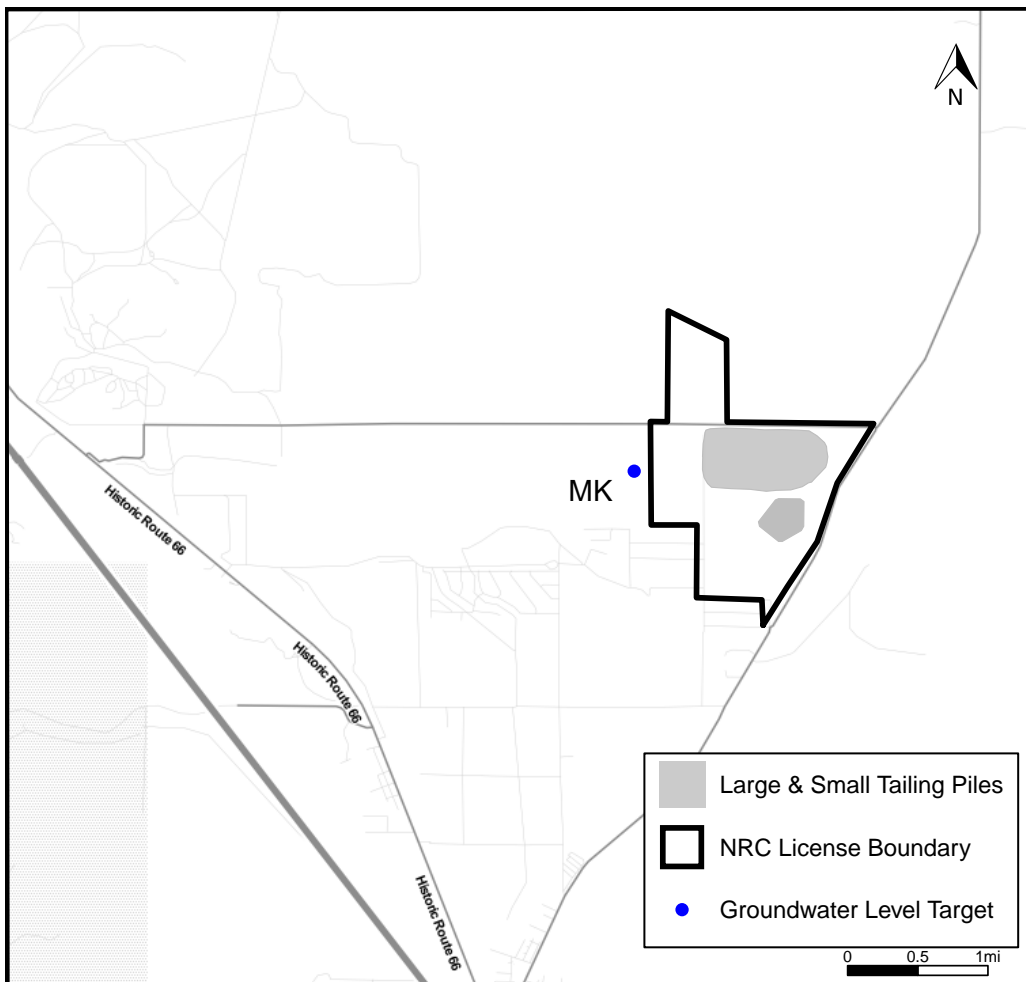 N
MK
Historic Route 66
Historic Route 66
Historic Route 66
Large & Small Tailing Piles
NRC License Boundary
Groundwater Level Target
0 0.5 1mi